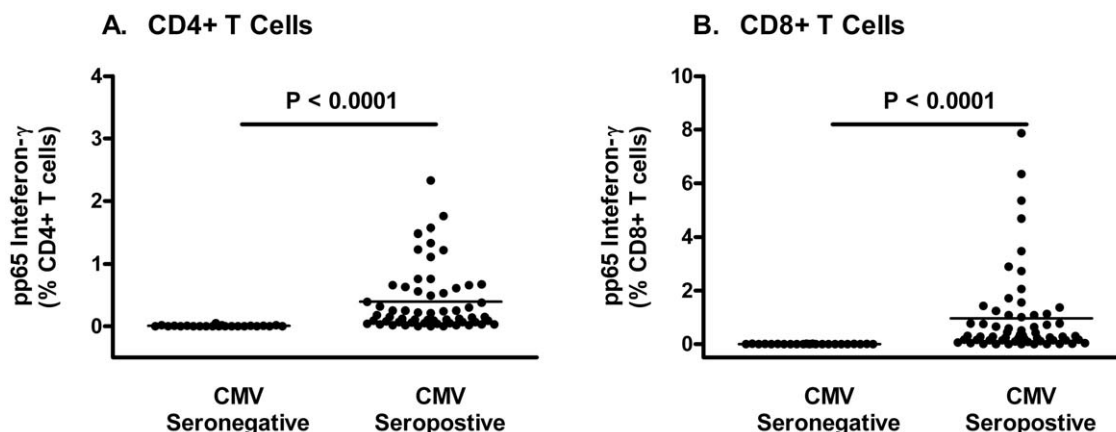 A. CD4+ T Cells
4
3
2
1
0
pp65 Inteferon-γ
(% CD4+ T cells)
P < 0.0001
CMV
Seronegative
CMV
Seropostive
B. CD8+ T Cells
10
8
6
4
2
0
pp65 Inteferon-γ
(% CD8+ T cells)
P < 0.0001
CMV
Seronegative
CMV
Seropostive